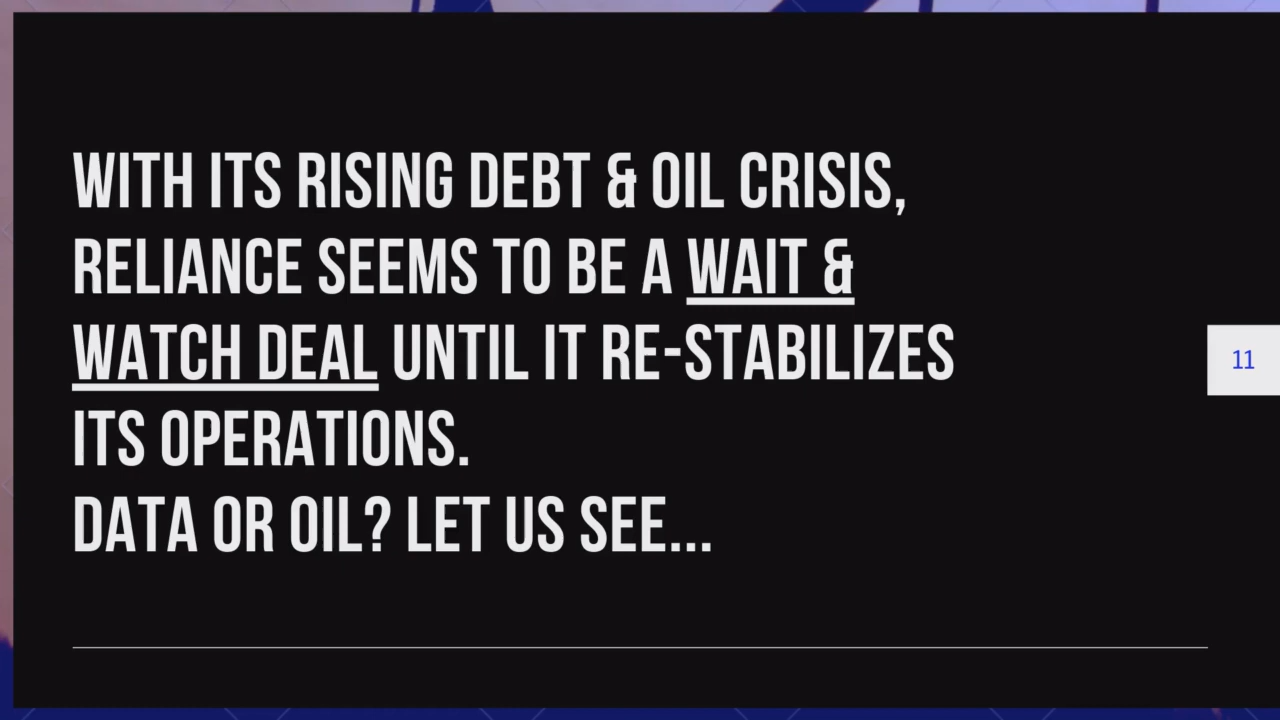 WITH ITS RISING DEBT & OIL CRISIS,
RELIANCE SEEMS TO BE A WAIT &
WATCH DEAL UNTIL IT RE-STABILIZES
ITS OPERATIONS.
DATA OR OIL? LET US SEE...
11